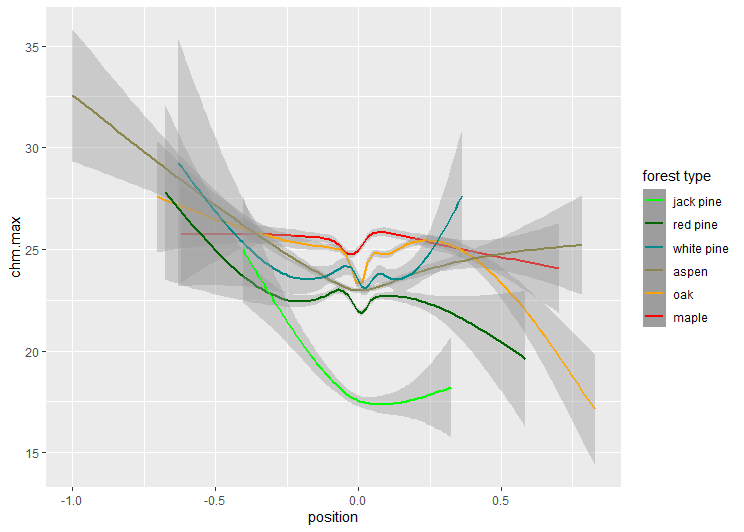 chm.max
35
30
25
20
15
-1.0
-0.5
0.0
0.5
position
forest type
jack pine
red pine
white pine
aspen
oak
maple